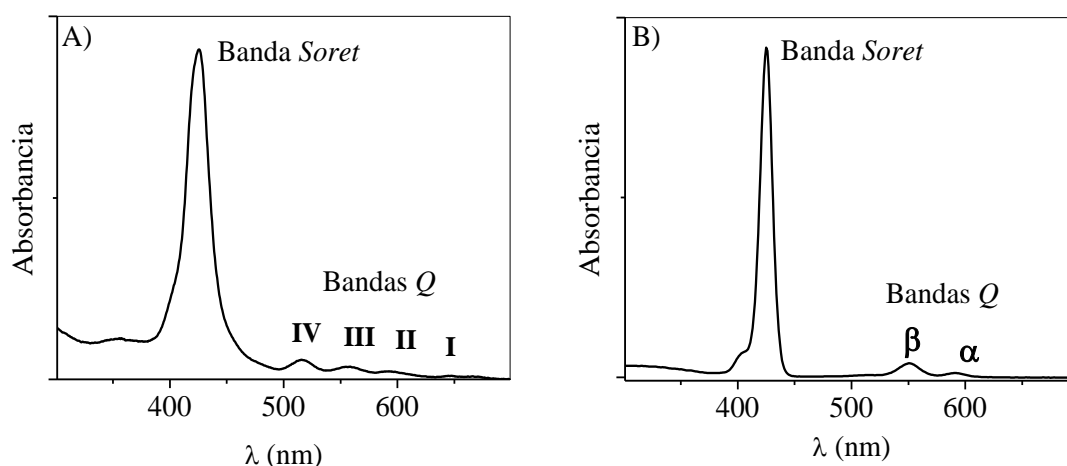 A)
Banda Soret
Bandas Q
IV III II I
Absorbancia
400 500 600
λ (nm)
B)
Banda Soret
Bandas Q
β α
Absorbancia
400 500 600
λ (nm)